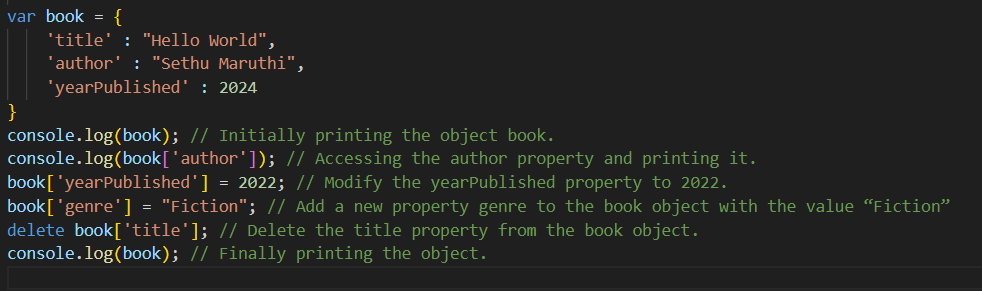 var book = {
    'title' : "Hello World",
    'author' : "Sethu Maruthi",
    'yearPublished' : 2024
}
console.log(book); // Initially printing the object book.
console.log(book['author']); // Accessing the author property and printing it.
book['yearPublished'] = 2022; // Modify the yearPublished property to 2022.
book['genre'] = "Fiction"; // Add a new property genre to the book object with the value “Fiction”
delete book['title']; // Delete the title property from the book object.
console.log(book); // Finally printing the object.